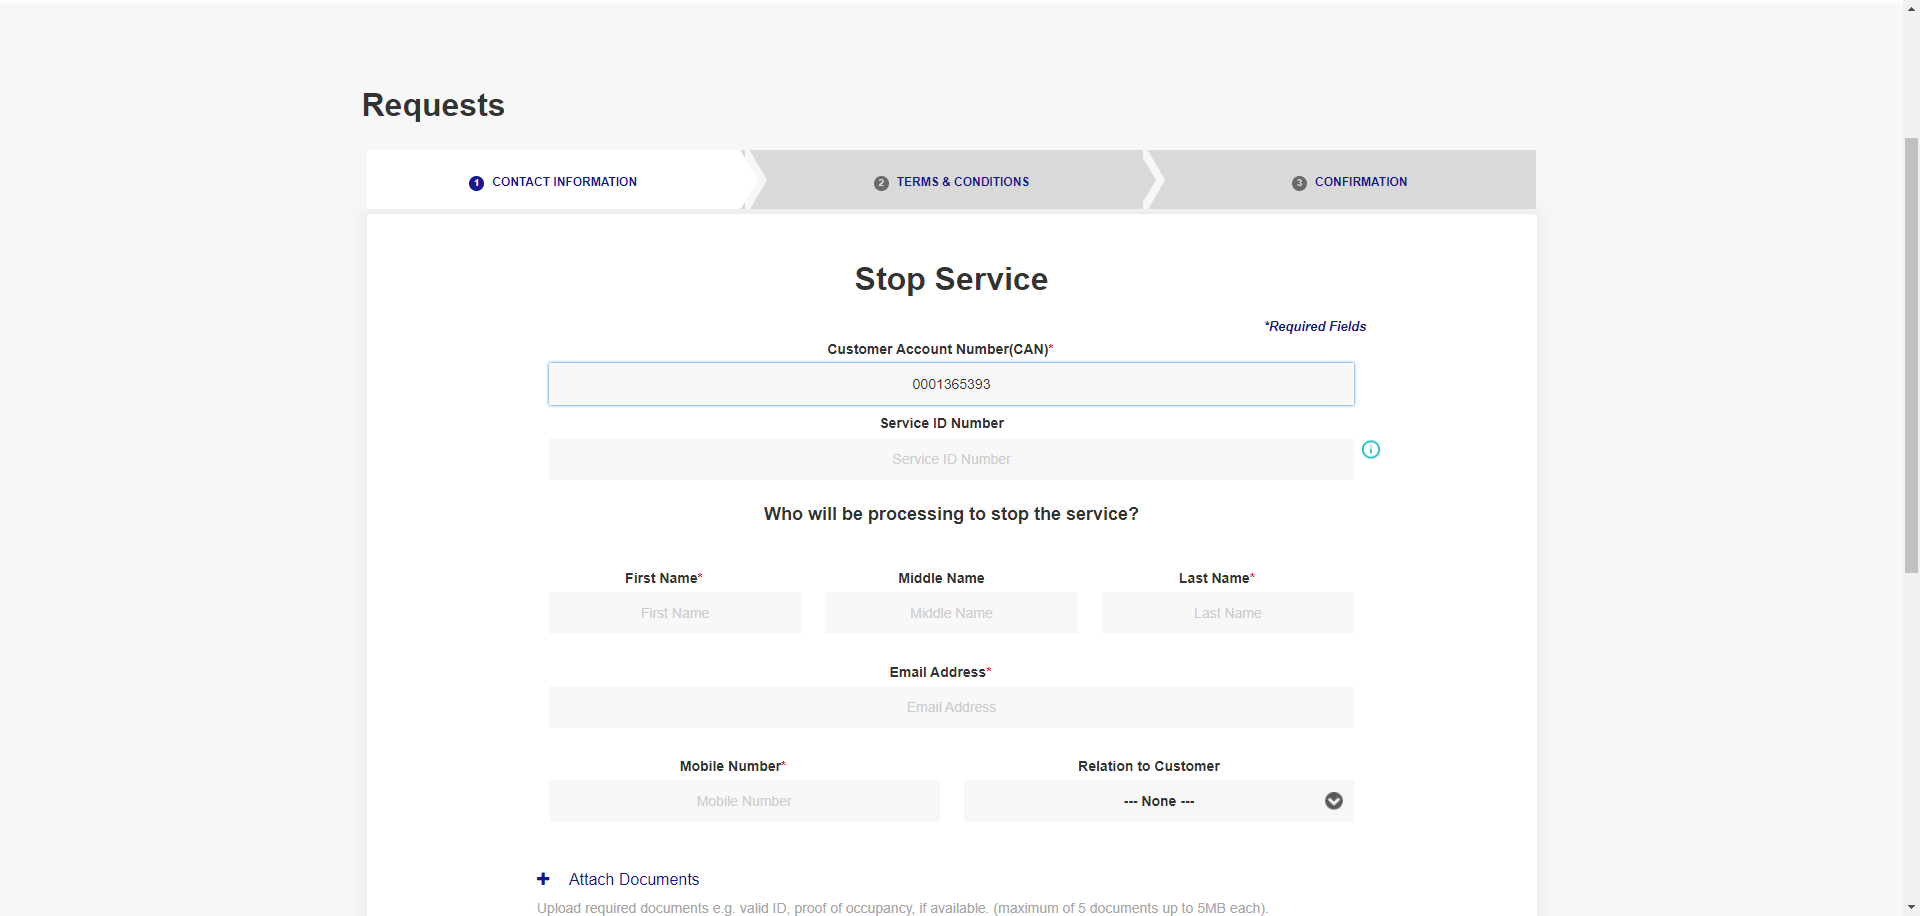 Requests
1 CONTACT INFORMATION
2 TERMS & CONDITIONS
3 CONFIRMATION
Stop Service
*Required Fields
Customer Account Number(CAN)*
0001365393
Service ID Number
Service ID Number
Who will be processing to stop the service?
First Name* Middle Name Last Name*
First Name Middle Name Last Name
Email Address*
Email Address
Mobile Number* Relation to Customer
Mobile Number --- None ---
+ Attach Documents
Upload required documents e.g. valid ID, proof of occupancy, if available. (maximum of 5 documents up to 5MB each).